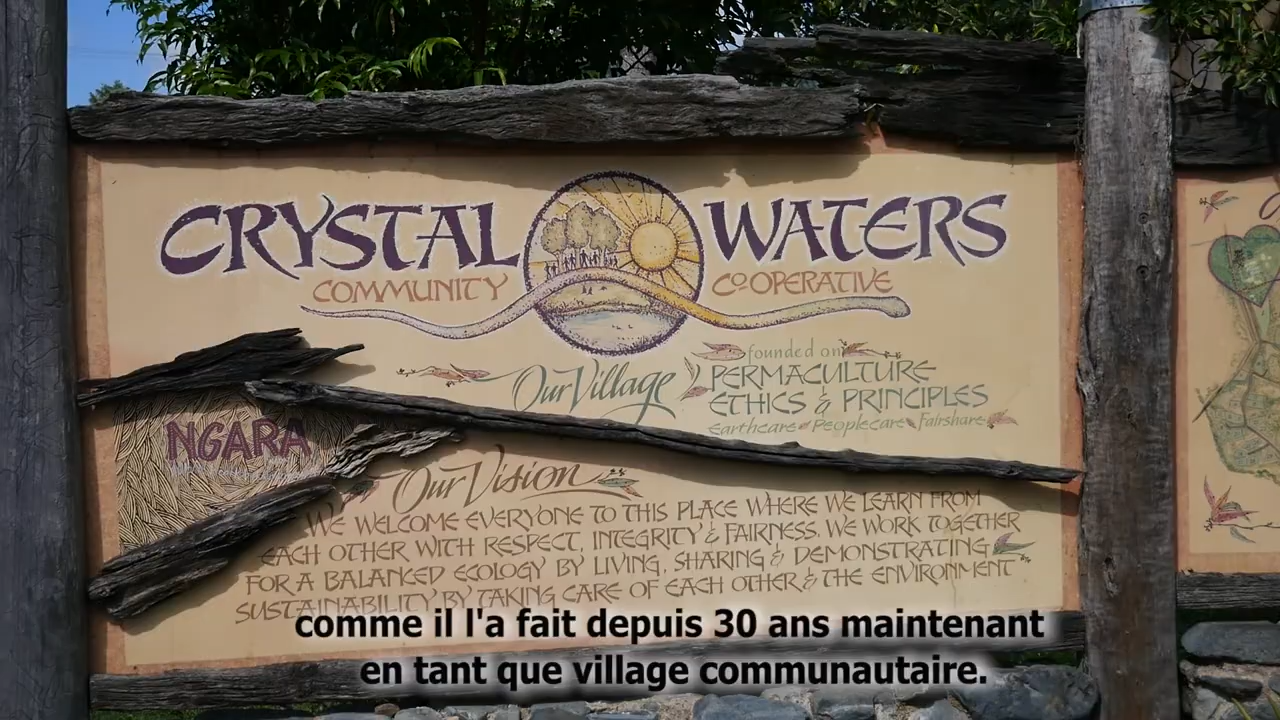 CRYSTAL WATERS
COMMUNITY COOPERATIVE
founded on
Our Village PERMACULTURE
ETHICS & PRINCIPLES
Earthcare Peoplecare Fairshare
NGARA
Our Vision
WE WELCOME EVERYONE TO THIS PLACE WHERE WE LEARN FROM
EACH OTHER WITH RESPECT, INTEGRITY & FAIRNESS. WE WORK TOGETHER
FOR A BALANCED ECOLOGY BY LIVING, SHARING & DEMONSTRATING
SUSTAINABILITY BY TAKING CARE OF EACH OTHER & THE ENVIRONMENT
comme il l'a fait depuis 30 ans maintenant
en tant que village communautaire.